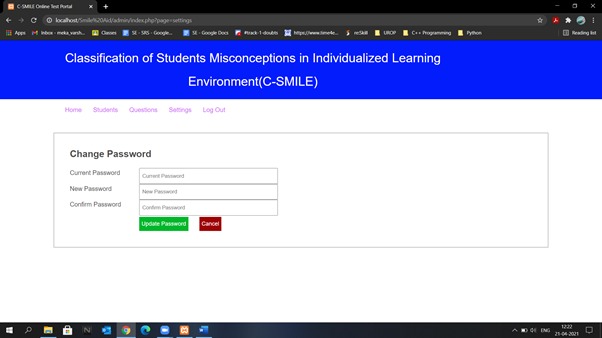 C-SMILE Online Test Portal
localhost/Smile%20Aid/admin/index.php?page=settings
Apps Inbox - meka_varsh... Classes SE - SRS - Google... SE - Google Docs #track-1-doubts https://www.time4e... recSkill UROP C++ Programming Python Reading list
Classification of Students Misconceptions in Individualized Learning
Environment(C-SMILE)
Home Students Questions Settings Log Out
Change Password
Current Password Current Password
New Password New Password
Confirm Password Confirm Password
Update Password Cancel
ENG 12:22
21-04-2021